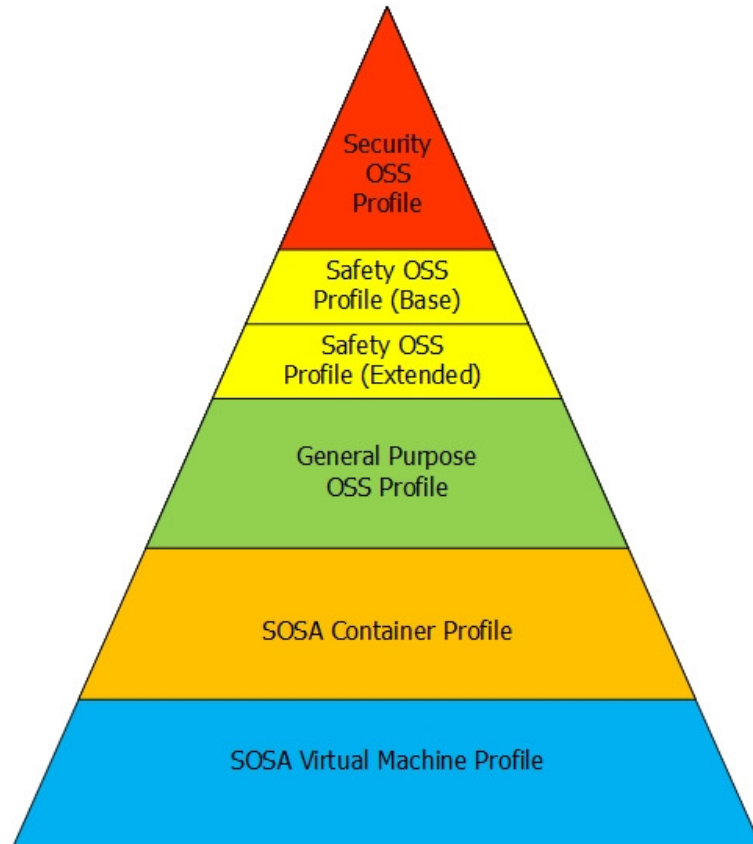 Security
OSS
Profile
Safety OSS
Profile (Base)
Safety OSS
Profile (Extended)
General Purpose
OSS Profile
SOSA Container Profile
SOSA Virtual Machine Profile